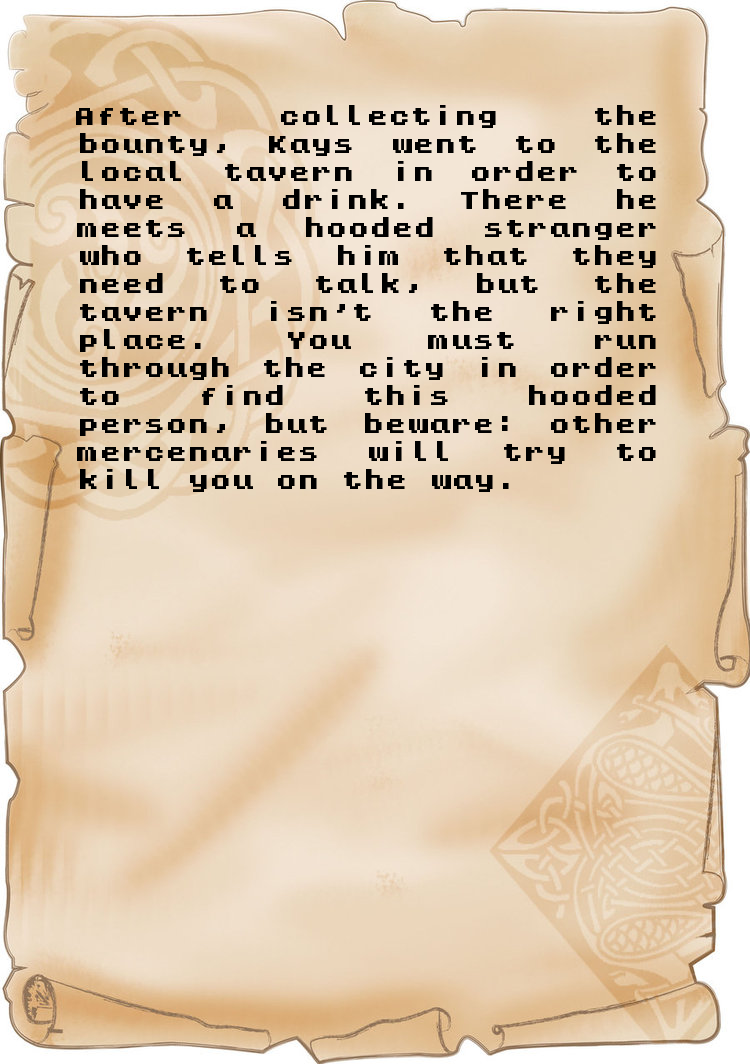 After collecting the
bounty, Kays went to the
local tavern in order to
have a drink. There he
meets a hooded stranger
who tells him that they
need to talk, but the
tavern isn't the right
place. You must run
through the city in order
to find this hooded
person, but beware: other
mercenaries will try to
kill you on the way.